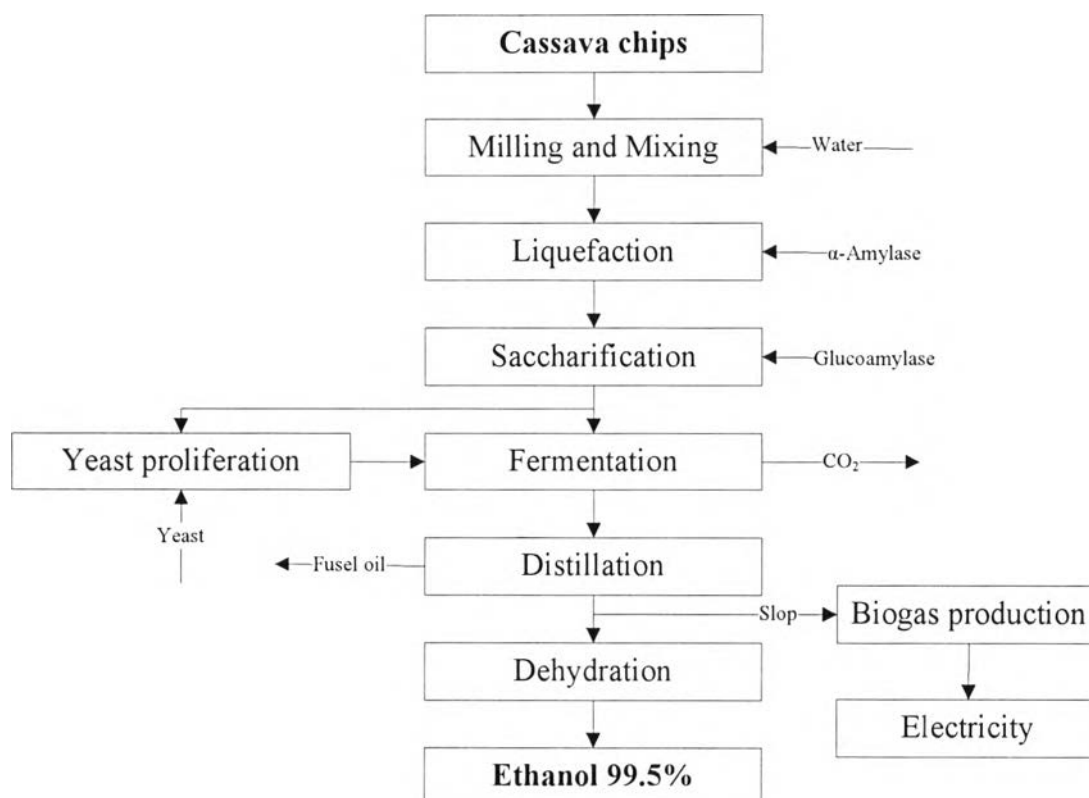 Cassava chips
Milling and Mixing
Water
Liquefaction
α-Amylase
Saccharification
Glucoamylase
Yeast proliferation
Fermentation
CO₂
Yeast
Fusel oil
Distillation
Slop
Biogas production
Dehydration
Electricity
Ethanol 99.5%